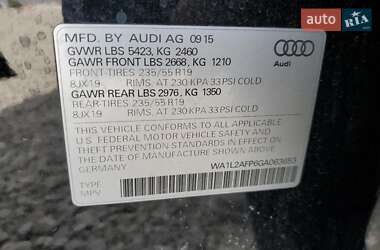 auto RIA
MFD. BY AUDI AG 09 15
GVWR LBS 5423, KG 2460
GAWR FRONT LBS 2668, KG 1210
FRONT-TIRES 235/55 R19
8JX19 RIMS AT 230 KPA/33 PSI COLD
GAWR REAR LBS 2976, KG 1350
REAR-TIRES 235/55 R19
8JX19 RIMS AT 230 KPA/33 PSI COLD
Audi
THIS VEHICLE CONFORMS TO ALL APPLICABLE
U.S. FEDERAL MOTOR VEHICLE SAFETY AND
THEFT PREVENTION STANDARDS IN EFFECT ON
THE DATE OF MANUFACTURE SHOWN ABOVE
GERMANY WA1L2AFP6GA063653
TYPE:
MPV